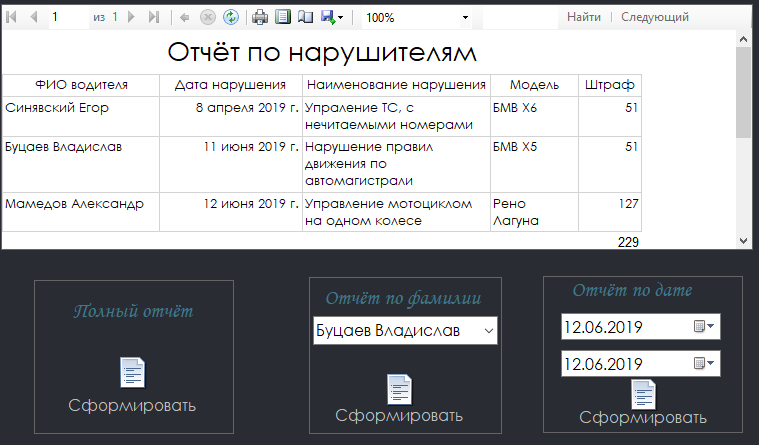 1 из 1 100% Найти Следующий
Отчёт по нарушителям
ФИО водителя Дата нарушения Наименование нарушения Модель Штраф
Синявский Егор 8 апреля 2019 г. Упраление ТС, с БМВ X6 51
нечитаемыми номерами
Буцаев Владислав 11 июня 2019 г. Нарушение правил БМВ X5 51
движения по
автомагистрали
Мамедов Александр 12 июня 2019 г. Управление мотоциклом Рено 127
на одном колесе Лагуна
229
Полный отчёт
Сформировать
Отчёт по фамилии
Буцаев Владислав
Сформировать
Отчёт по дате
12.06.2019
12.06.2019
Сформировать